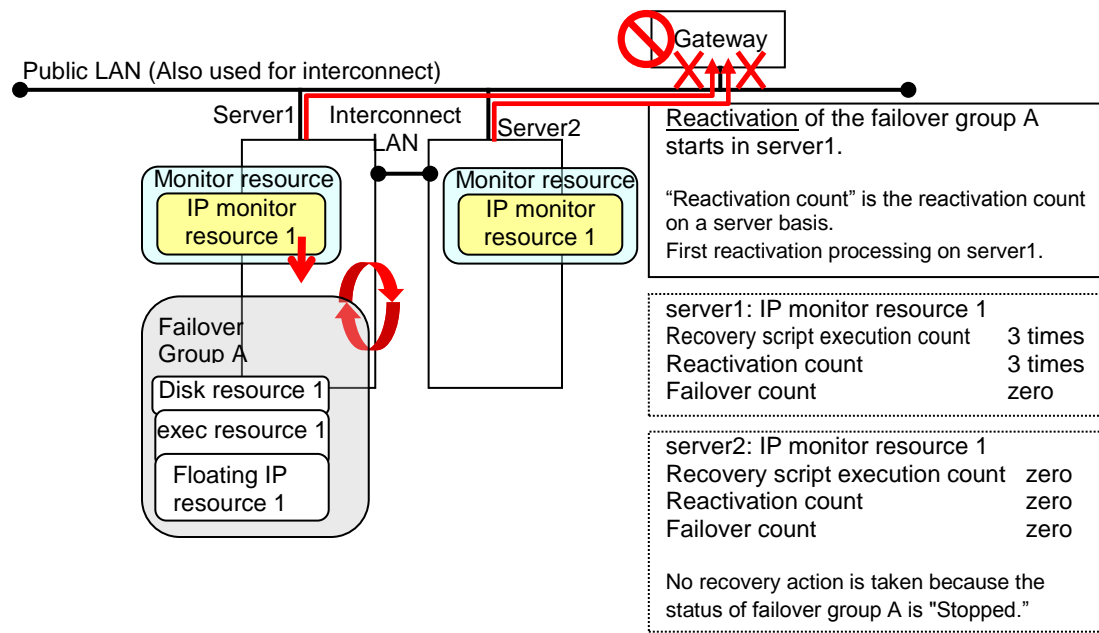 Gateway
Public LAN (Also used for interconnect)
Server1
Interconnect
LAN
Server2
Monitor resource
IP monitor
resource 1
Monitor resource
IP monitor
resource 1
Failover
Group A
Disk resource 1
exec resource 1
Floating IP
resource 1
Reactivation of the failover group A
starts in server1.
“Reactivation count” is the reactivation count
on a server basis.
First reactivation processing on server1.
server1: IP monitor resource 1
Recovery script execution count 3 times
Reactivation count 3 times
Failover count zero
server2: IP monitor resource 1
Recovery script execution count zero
Reactivation count zero
Failover count zero
No recovery action is taken because the
status of failover group A is "Stopped.”